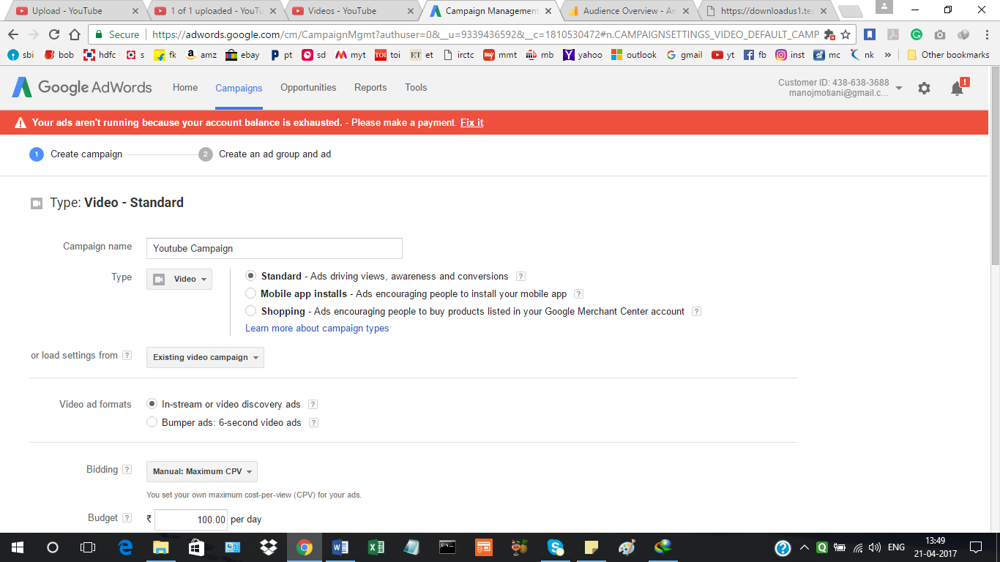 Upload - YouTube
1 of 1 uploaded - YouTu
Videos - YouTube
Campaign Management
Audience Overview - An
https://downloadus1.tea
Secure
https://adwords.google.com/cm/CampaignMgmt?authuser=0&__u=9339436592&__c=1810530472#n.CAMPAIGNSETTINGS_VIDEO_DEFAULT_CAMP
sbi bob hdfc s fk amz ebay pt sd myt toi et irctc mmt mb yahoo outlook gmail yt fb inst mc nk » Other bookmarks
Google AdWords
Home Campaigns Opportunities Reports Tools
Customer ID: 438-638-3688
manojmotiani@gmail.c...
Your ads aren't running because your account balance is exhausted. - Please make a payment. Fix it
1 Create campaign 2 Create an ad group and ad
Type: Video - Standard
Campaign name Youtube Campaign
Type Video Standard - Ads driving views, awareness and conversions ?
Mobile app installs - Ads encouraging people to install your mobile app ?
Shopping - Ads encouraging people to buy products listed in your Google Merchant Center account ?
Learn more about campaign types
or load settings from ? Existing video campaign
Video ad formats In-stream or video discovery ads ?
Bumper ads: 6-second video ads ?
Bidding ? Manual: Maximum CPV
You set your own maximum cost-per-view (CPV) for your ads.
Budget ? ₹ 100.00 per day
ENG 13:49
21-04-2017